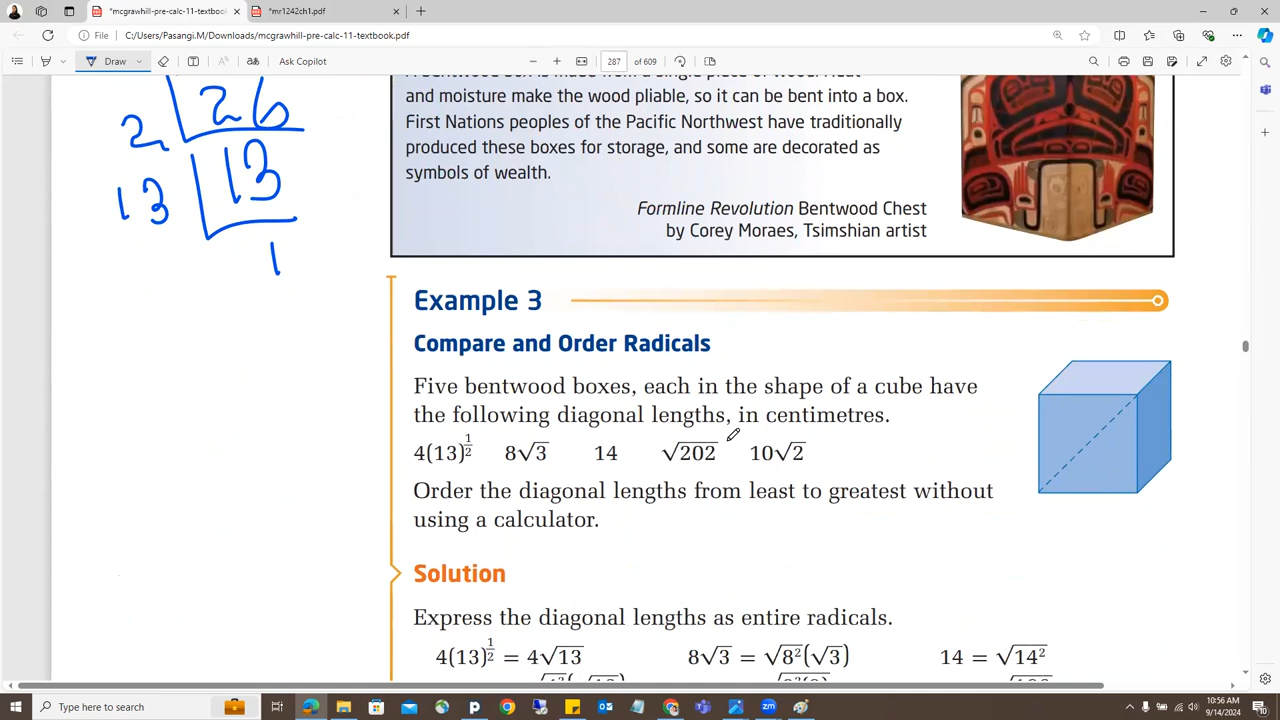 *mcgrawhill-pre-calc-11-textbook × *mr1242ch1.pdf ×
File C:/Users/Pasangi.M/Downloads/mcgrawhill-pre-calc-11-textbook.pdf
Draw 287 of 609 Ask Copilot
2 26
13 13
1
and moisture make the wood pliable, so it can be bent into a box.
First Nations peoples of the Pacific Northwest have traditionally
produced these boxes for storage, and some are decorated as
symbols of wealth.
Formline Revolution Bentwood Chest
by Corey Moraes, Tsimshian artist
Example 3
Compare and Order Radicals
Five bentwood boxes, each in the shape of a cube have
the following diagonal lengths, in centimetres.
4(13)^(1/2) 8√3 14 √202 10√2
Order the diagonal lengths from least to greatest without
using a calculator.
Solution
Express the diagonal lengths as entire radicals.
4(13)^(1/2) = 4√13 8√3 = √8²(√3) 14 = √14²
Type here to search
10:56 AM
9/14/2024